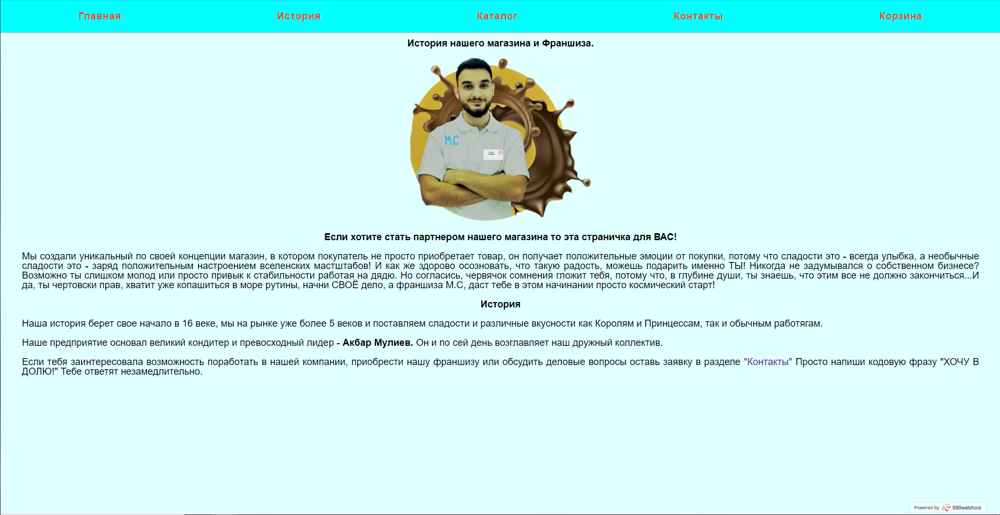 Главная История Каталог Контакты Корзина
История нашего магазина и Франшиза.
М.С
Если хотите стать партнером нашего магазина то эта страничка для ВАС!
Мы создали уникальный по своей концепции магазин, в котором покупатель не просто приобретает товар, он получает положительные эмоции от покупки, потому что сладости это - всегда улыбка, а необычные
сладости это - заряд положительным настроением вселенских мастштабов! И как же здорово осозновать, что такую радость, можешь подарить именно ТЫ! Никогда не задумывался о собственном бизнесе?
Возможно ты слишком молод или просто привык к стабильности работая на дядю. Но согласись, червячок сомнения гложит тебя, потому что, в глубине души, ты знаешь, что этим все не должно закончиться...И
да, ты чертовски прав, хватит уже копашиться в море рутины, начни СВОЁ дело, а франшиза М.С, даст тебе в этом начинании просто космический старт!
История
Наша история берет свое начало в 16 веке, мы на рынке уже более 5 веков и поставляем сладости и различные вкусности как Королям и Принцессам, так и обычным работягам.
Наше предприятие основал великий кондитер и превосходный лидер - Акбар Мулиев. Он и по сей день возглавляет наш дружный коллектив.
Если тебя заинтересовала возможность поработать в нашей компании, приобрести нашу франшизу или обсудить деловые вопросы оставь заявку в разделе "Контакты" Просто напиши кодовую фразу "ХОЧУ В
ДОЛЮ!" Тебе ответят незамедлительно.
Powered by 000webhost